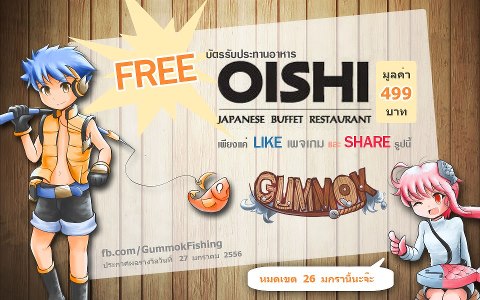 FREE
บัตรรับประทานอาหาร
OISHI
JAPANESE BUFFET RESTAURANT
มูลค่า
499
บาท
เพียงแค่ LIKE เพจเกม และ SHARE รูปนี้
GUMMOK
fb.com/GummokFishing
ประกาศผลรางวัลวันที่ 27 มกราคม 2556
หมดเขต 26 มกรานี้นะจ๊ะ